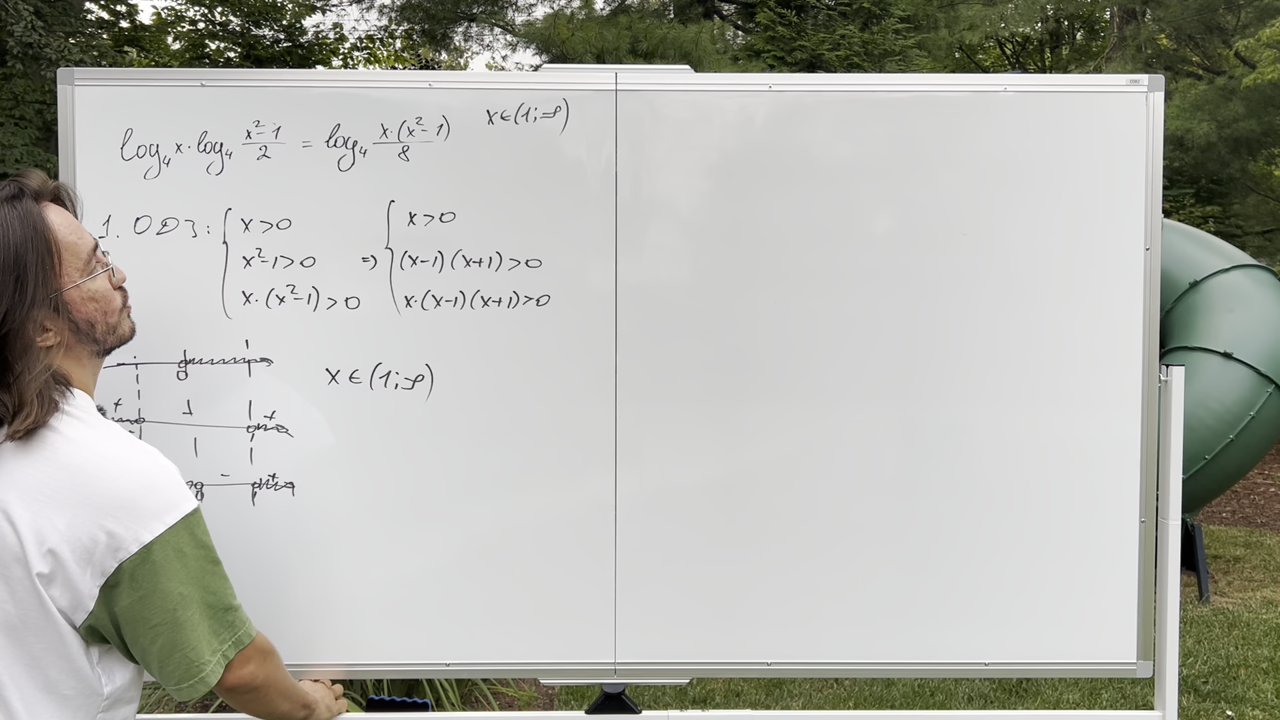 log₄ x · log₄ (x²-1)/2 = log₄ (x·(x²-1))/8
x∈(1;∞)
1. ОДЗ: { x>0 => { x>0
x²-1>0 (x-1)(x+1)>0
x·(x²-1)>0 x·(x-1)(x+1)>0
0
x∈(1;∞)
+ +
- +